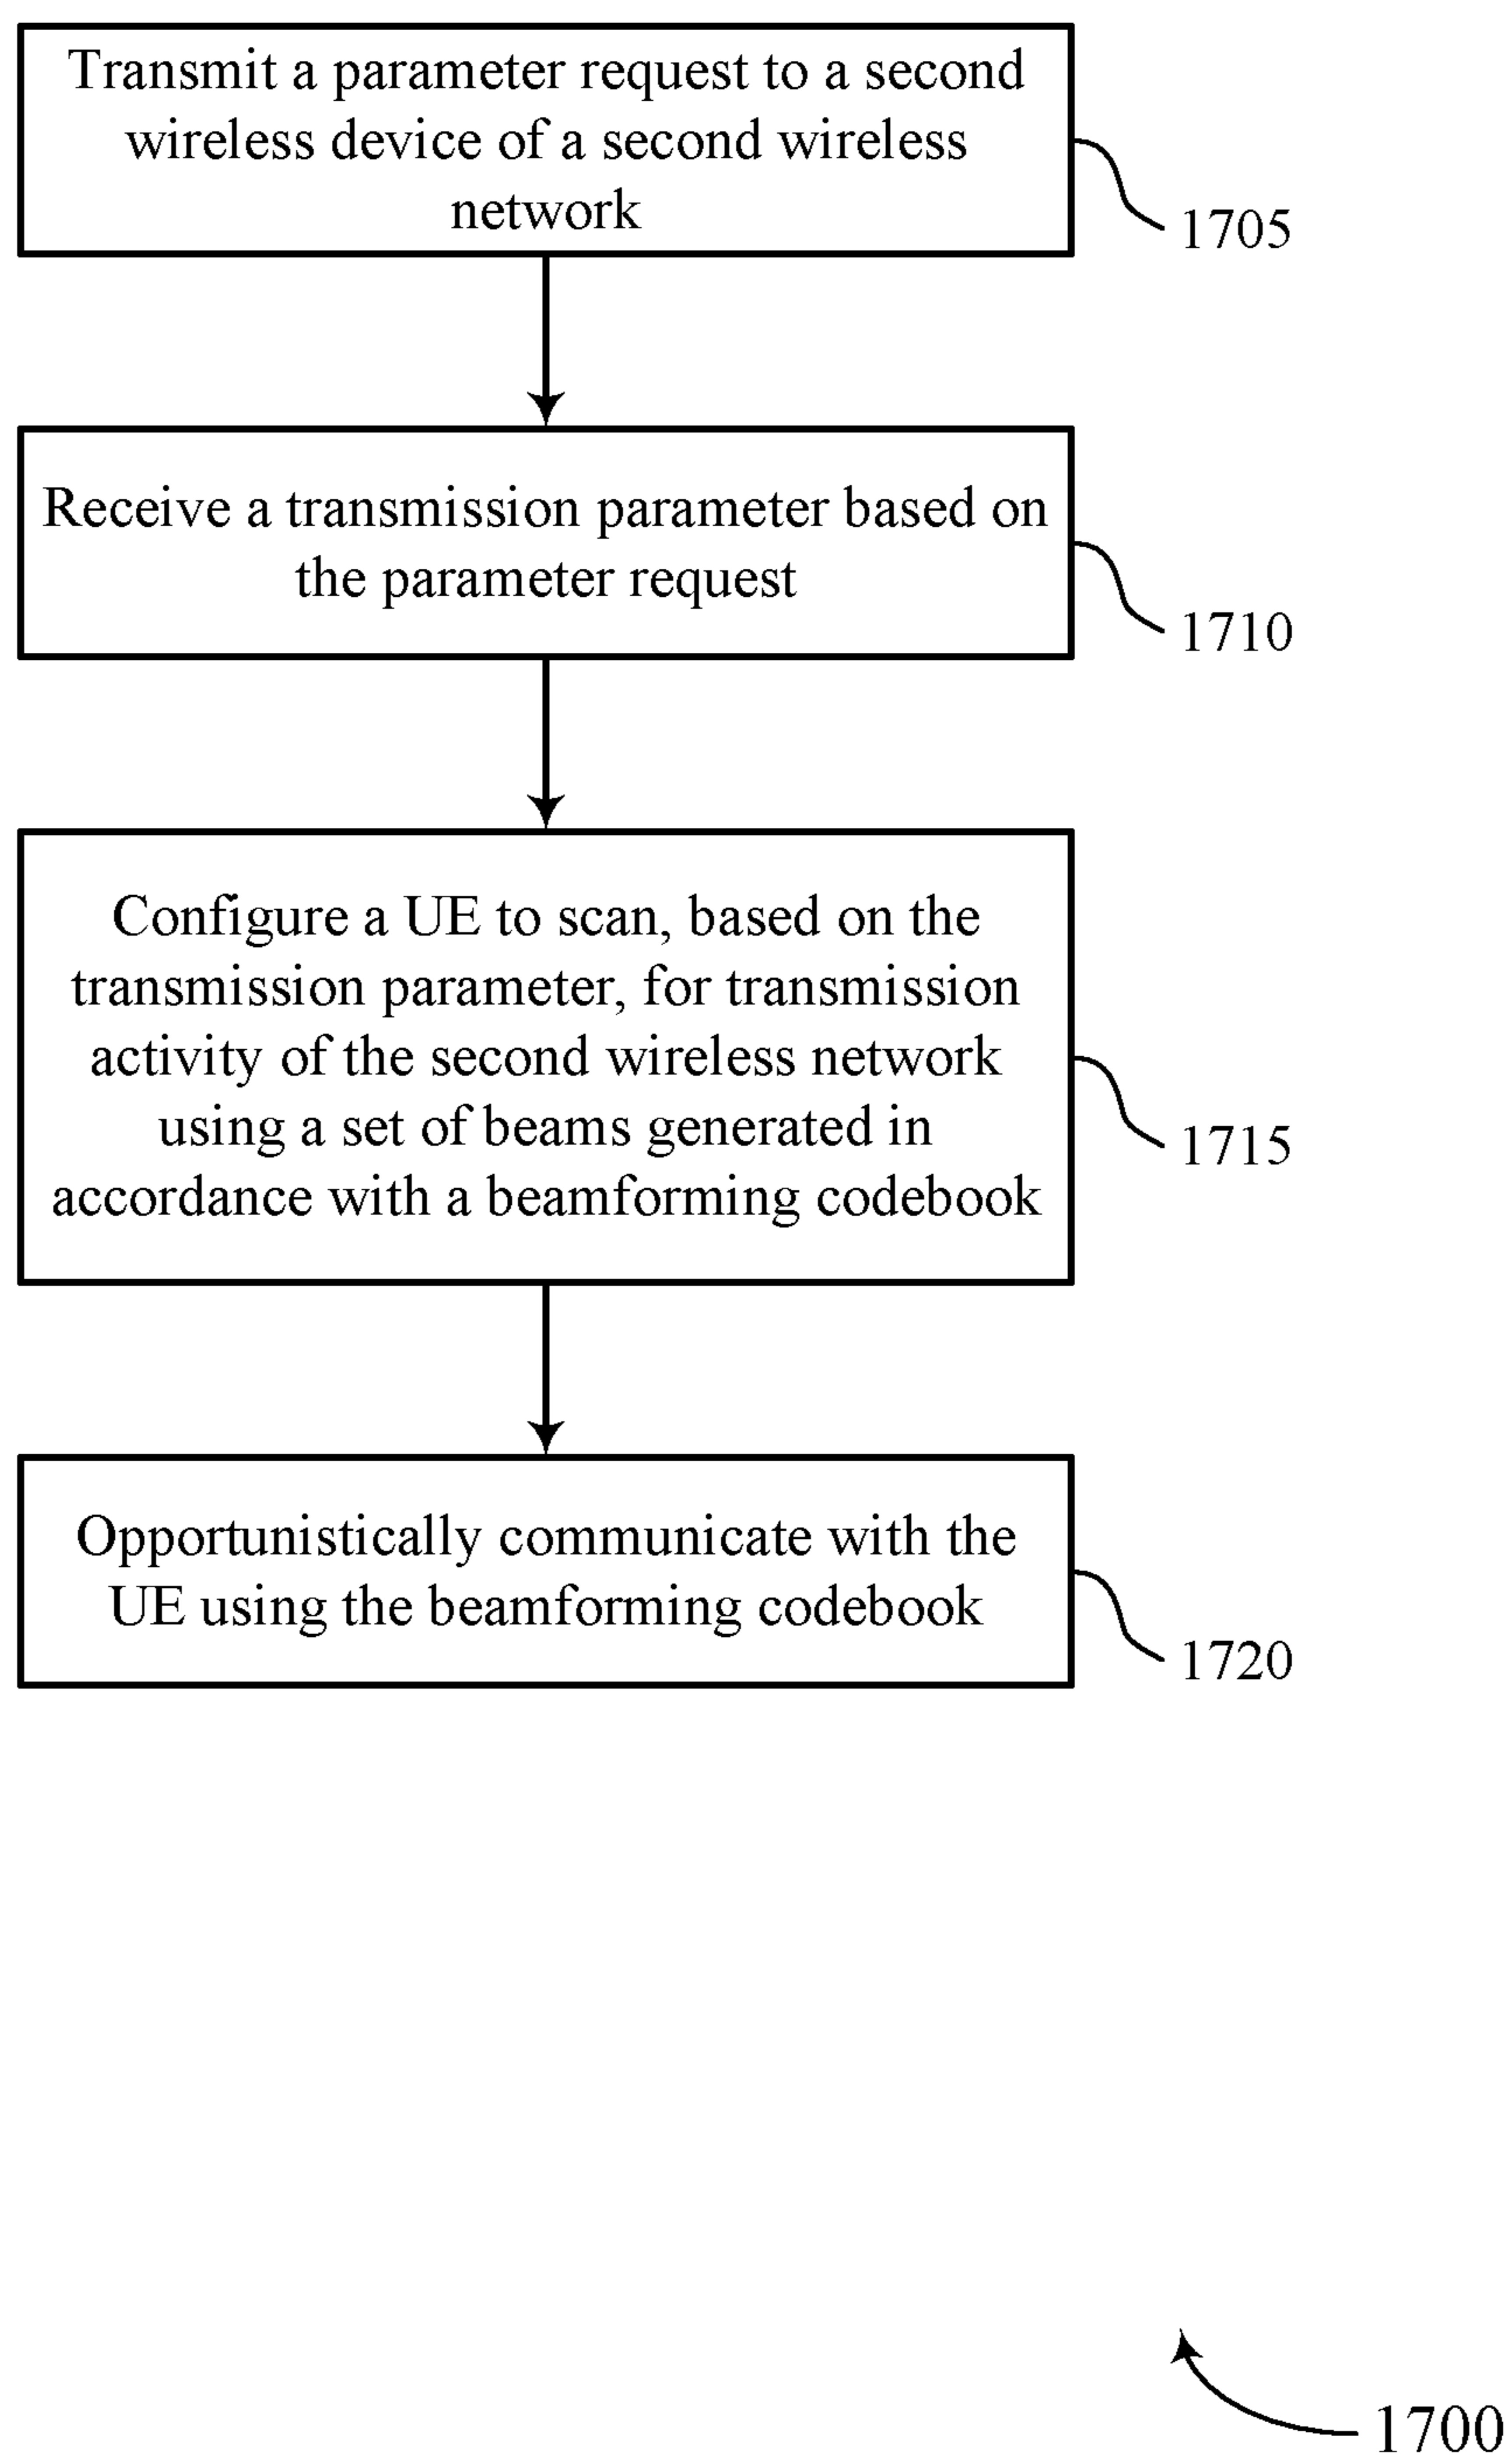 Transmit a parameter request to a second
wireless device of a second wireless
network
1705
Receive a transmission parameter based on
the parameter request
1710
Configure a UE to scan, based on the
transmission parameter, for transmission
activity of the second wireless network
using a set of beams generated in
accordance with a beamforming codebook
1715
Opportunistically communicate with the
UE using the beamforming codebook
1720
1700